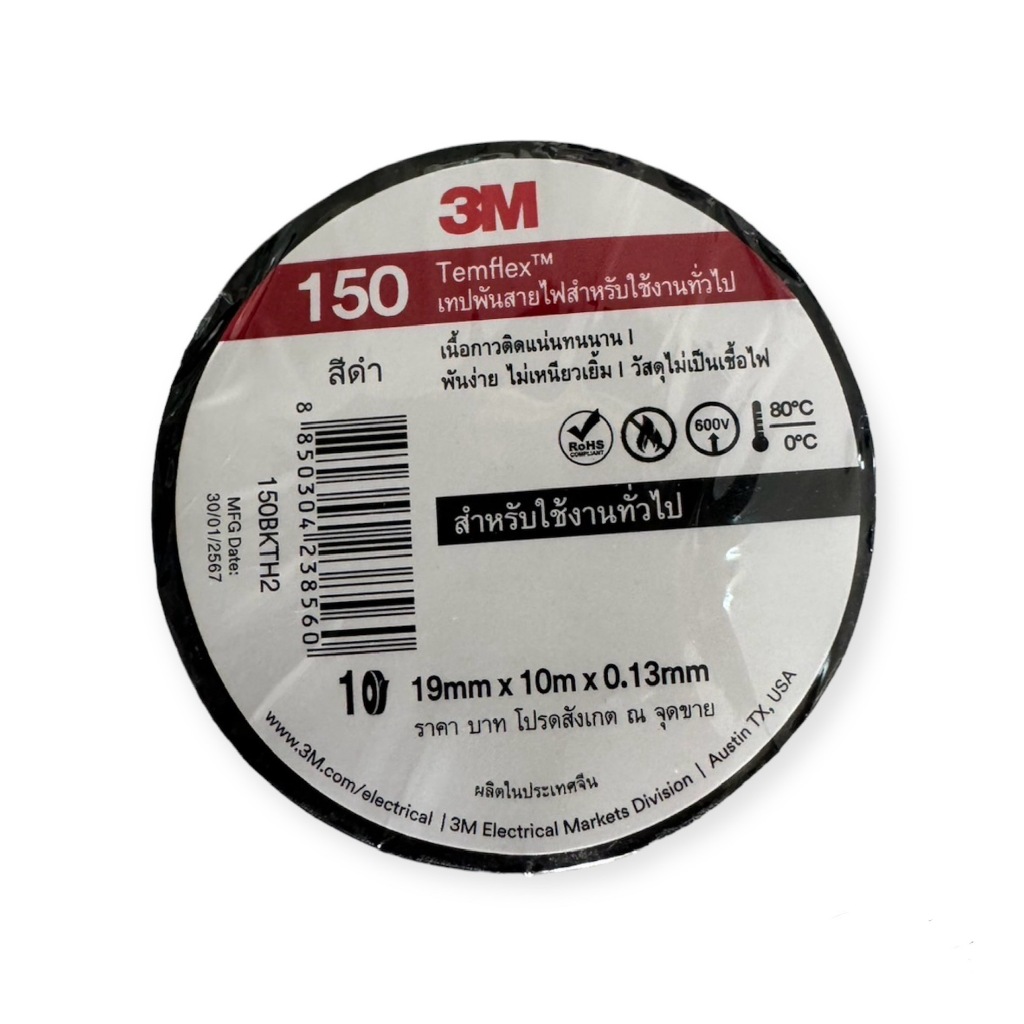 3M
150
Temflex™
เทปพันสายไฟสำหรับใช้งานทั่วไป
สีดำ
เนื้อกาวติดแน่นทนนาน |
พันง่าย ไม่เหนียวเยิ้ม | วัสดุไม่เป็นเชื้อไฟ
RoHS
COMPLIANT
600V
80°C
0°C
สำหรับใช้งานทั่วไป
8 850304 238560
150BKTH2
MFG Date:
30/01/2567
10
19mm x 10m x 0.13mm
ราคา บาท โปรดสังเกต ณ จุดขาย
ผลิตในประเทศจีน
www.3M.com/electrical | 3M Electrical Markets Division | Austin TX, USA